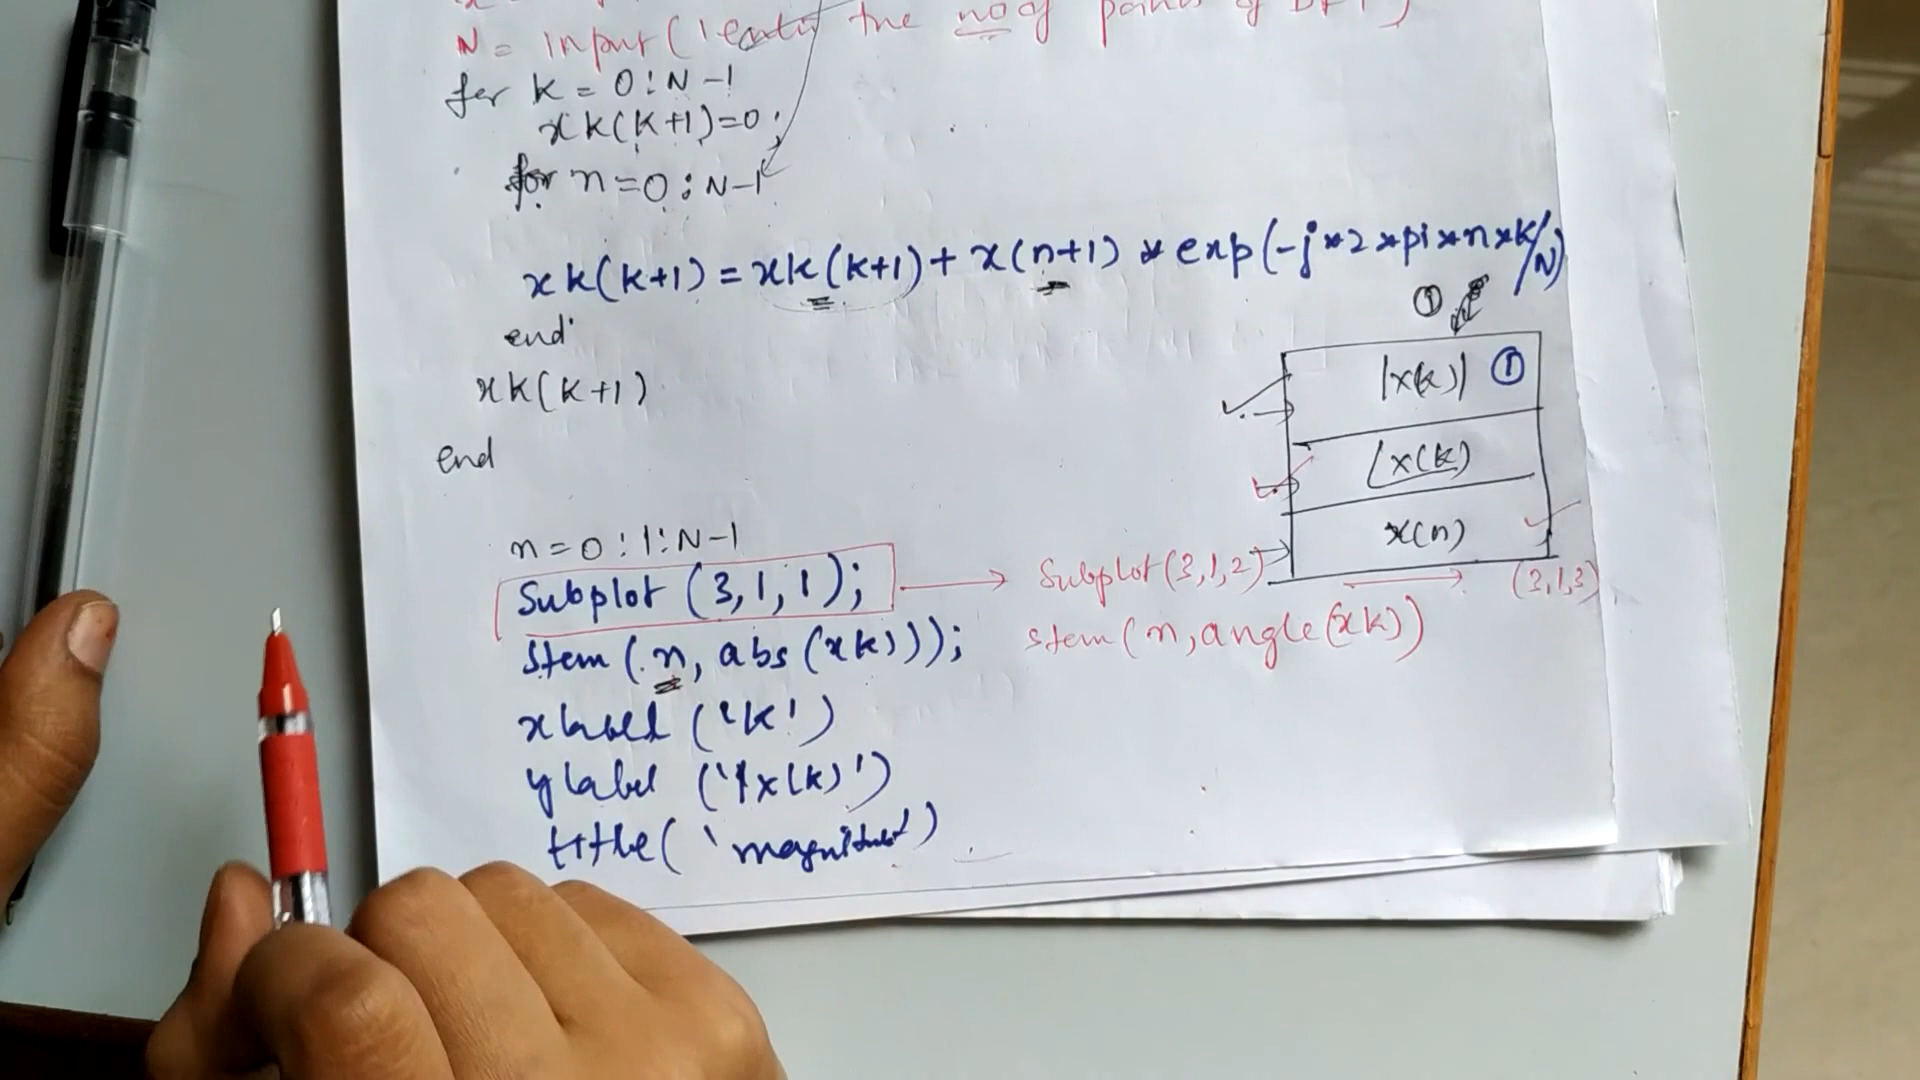 N = input('enter the no of points of DFT')
for k = 0:N-1
xk(k+1)=0;
for n=0:N-1
xk(k+1) = xk(k+1) + x(n+1) * exp(-j*2*pi*n*k/N)
end
xk(k+1)
end
①
|x(k)| ①
∠x(k)
x(n)
(3,1,3)
n=0:1:N-1
Subplot (3,1,1);
Subplot(3,1,2)
Stem (n, abs(xk)));
stem(n,angle(xk))
xlabel ('k')
ylabel ('|x(k)')
title( '